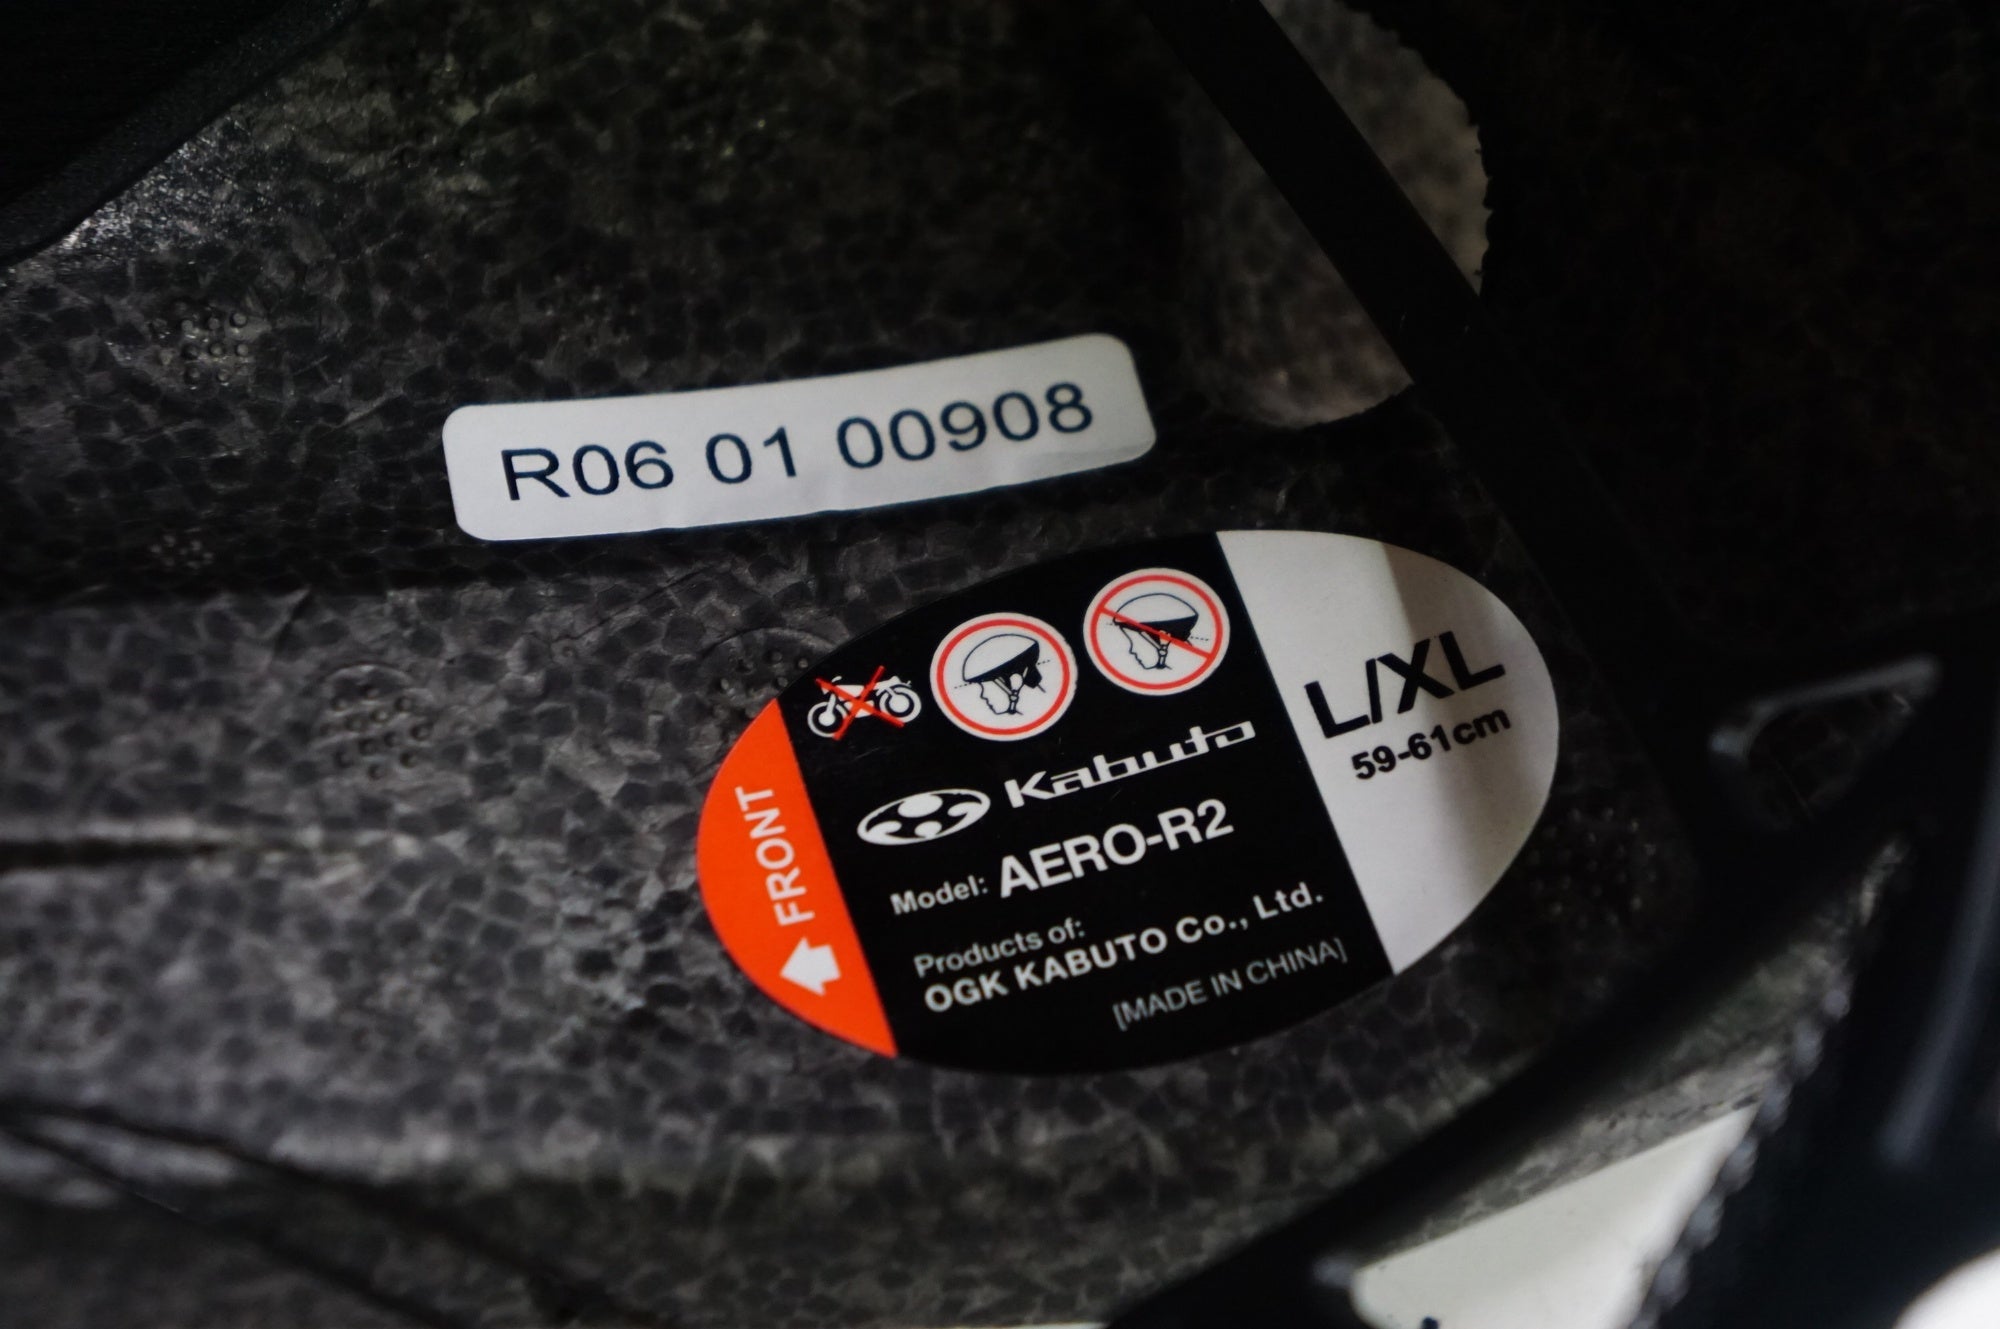 R06 01 00908
Kabuto
Model: AERO-R2
Products of:
OGK KABUTO Co., Ltd.
[MADE IN CHINA]
FRONT
L/XL
59-61cm